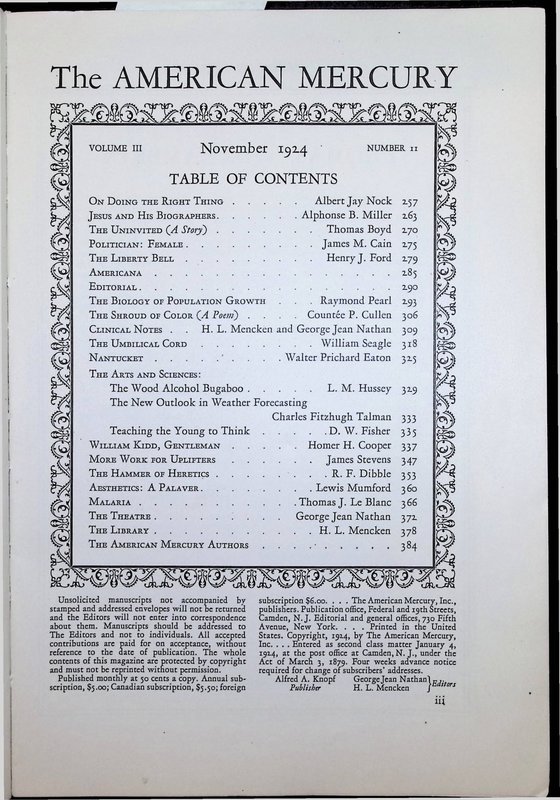 The AMERICAN MERCURY
VOLUME III November 1924 NUMBER 11
TABLE OF CONTENTS
On Doing the Right Thing . . . . . Albert Jay Nock 257
Jesus and His Biographers. . . . . . Alphonse B. Miller 263
The Uninvited (A Story) . . . . . . Thomas Boyd 270
Politician: Female. . . . . . . . James M. Cain 275
The Liberty Bell . . . . . . . . Henry J. Ford 279
Americana . . . . . . . . . . . . 285
Editorial. . . . . . . . . . . . . 290
The Biology of Population Growth . . . Raymond Pearl 293
The Shroud of Color (A Poem) . . . . Countée P. Cullen 306
Clinical Notes . . H. L. Mencken and George Jean Nathan 309
The Umbilical Cord . . . . . . . William Seagle 318
Nantucket . . . . . . . . Walter Prichard Eaton 325
The Arts and Sciences:
The Wood Alcohol Bugaboo . . . . . L. M. Hussey 329
The New Outlook in Weather Forecasting
Charles Fitzhugh Talman 333
Teaching the Young to Think . . . . . D. W. Fisher 335
William Kidd, Gentleman . . . . . Homer H. Cooper 337
More Work for Uplifters . . . . . James Stevens 347
The Hammer of Heretics . . . . . . R. F. Dibble 353
Aesthetics: A Palaver. . . . . . . Lewis Mumford 360
Malaria . . . . . . . . . Thomas J. Le Blanc 366
The Theatre. . . . . . . . George Jean Nathan 372
The Library . . . . . . . . . H. L. Mencken 378
The American Mercury Authors . . . . . . . 384
Unsolicited manuscripts not accompanied by
stamped and addressed envelopes will not be returned
and the Editors will not enter into correspondence
about them. Manuscripts should be addressed to
The Editors and not to individuals. All accepted
contributions are paid for on acceptance, without
reference to the date of publication. The whole
contents of this magazine are protected by copyright
and must not be reprinted without permission.
Published monthly at 50 cents a copy. Annual sub-
scription, $5.00; Canadian subscription, $5.50; foreign
subscription $6.00. . . . The American Mercury, Inc.,
publishers. Publication office, Federal and 19th Streets,
Camden, N. J. Editorial and general offices, 730 Fifth
Avenue, New York. . . . . Printed in the United
States. Copyright, 1924, by The American Mercury,
Inc. . . . Entered as second class matter January 4,
1924, at the post office at Camden, N. J., under the
Act of March 3, 1879. Four weeks advance notice
required for change of subscribers' addresses.
Alfred A. Knopf George Jean Nathan } Editors
Publisher H. L. Mencken
iii